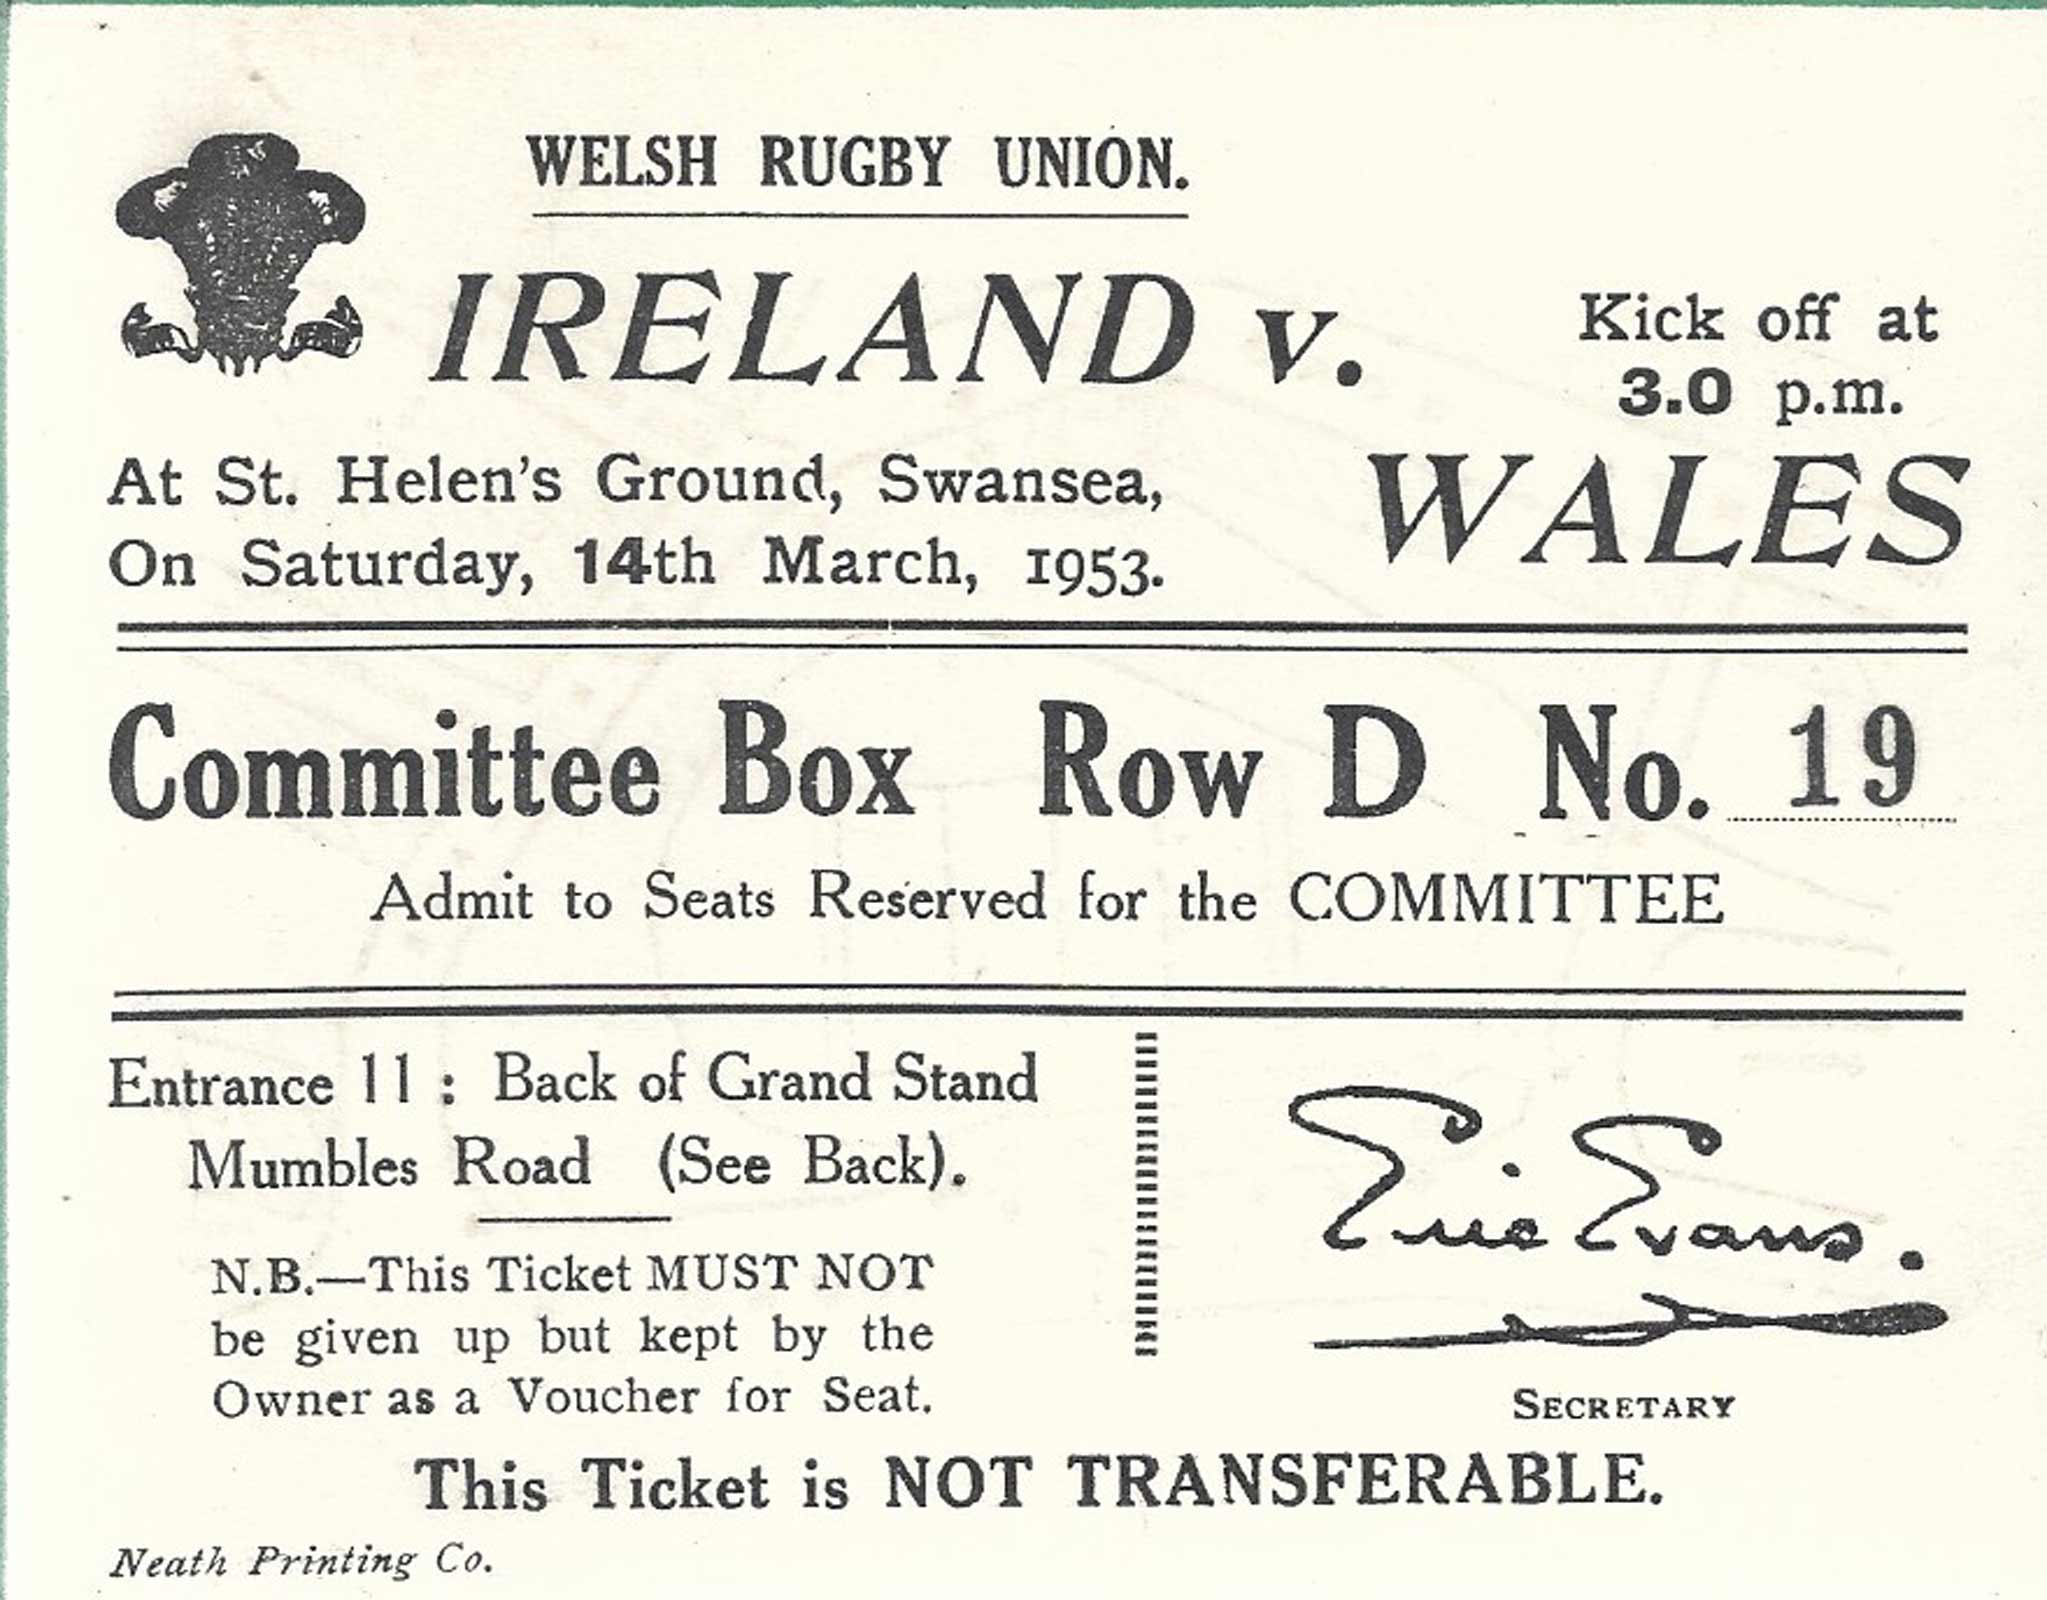 WELSH RUGBY UNION.
IRELAND v.
Kick off at
3.0 p.m.
WALES
At St. Helen's Ground, Swansea,
On Saturday, 14th March, 1953.
Committee Box Row D No. 19
Admit to Seats Reserved for the COMMITTEE
Entrance 11 : Back of Grand Stand
Mumbles Road (See Back).
N.B.—This Ticket MUST NOT
be given up but kept by the
Owner as a Voucher for Seat.
Eric Evans.
SECRETARY
This Ticket is NOT TRANSFERABLE.
Neath Printing Co.